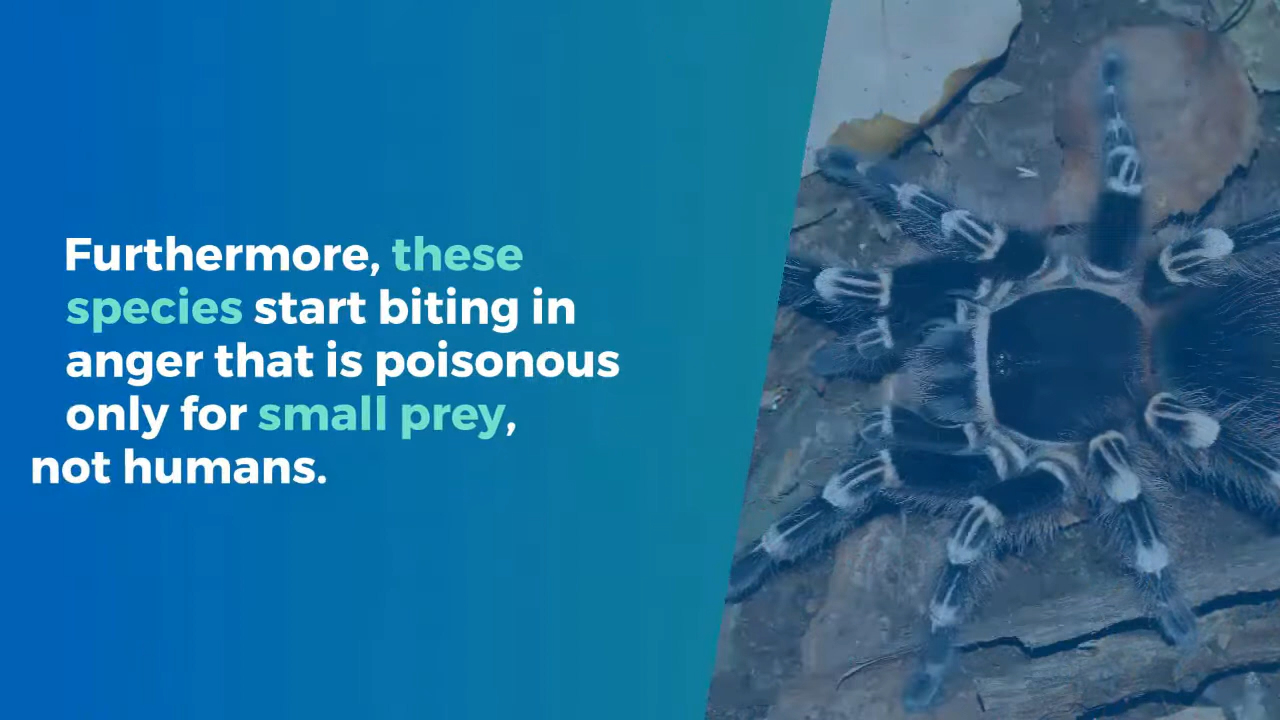 Furthermore, these
species start biting in
anger that is poisonous
only for small prey,
not humans.